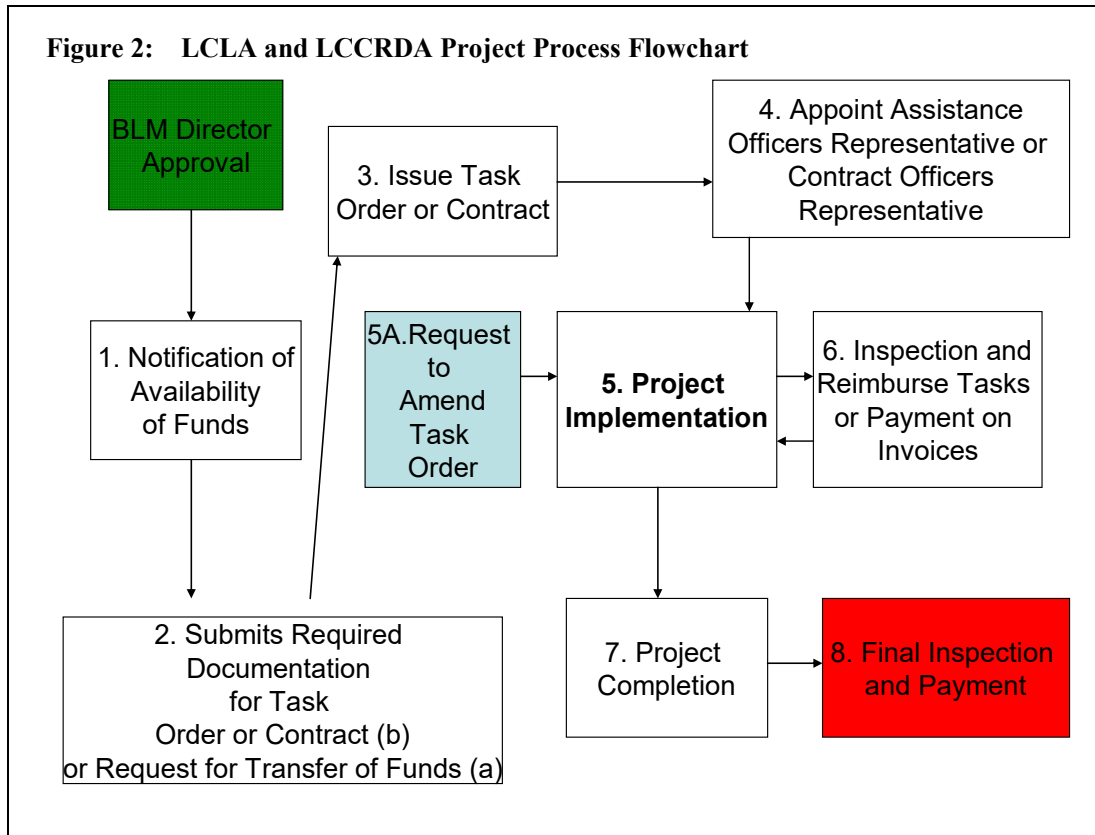 Figure 2: LCLA and LCCRDA Project Process Flowchart
BLM Director
Approval
1. Notification of
Availability
of Funds
2. Submits Required
Documentation
for Task
Order or Contract (b)
or Request for Transfer of Funds (a)
3. Issue Task
Order or Contract
4. Appoint Assistance
Officers Representative or
Contract Officers
Representative
5A.Request
to
Amend
Task
Order
5. Project
Implementation
6. Inspection and
Reimburse Tasks
or Payment on
Invoices
7. Project
Completion
8. Final Inspection
and Payment